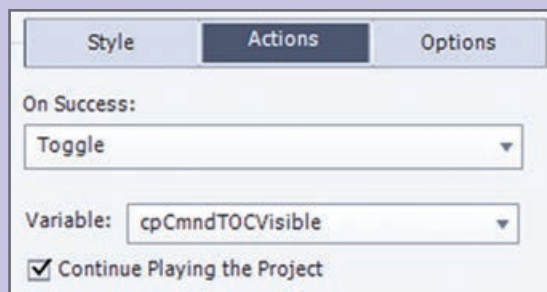 Style Actions Options
On Success:
Toggle
Variable: cpCmndTOCVisible
Continue Playing the Project